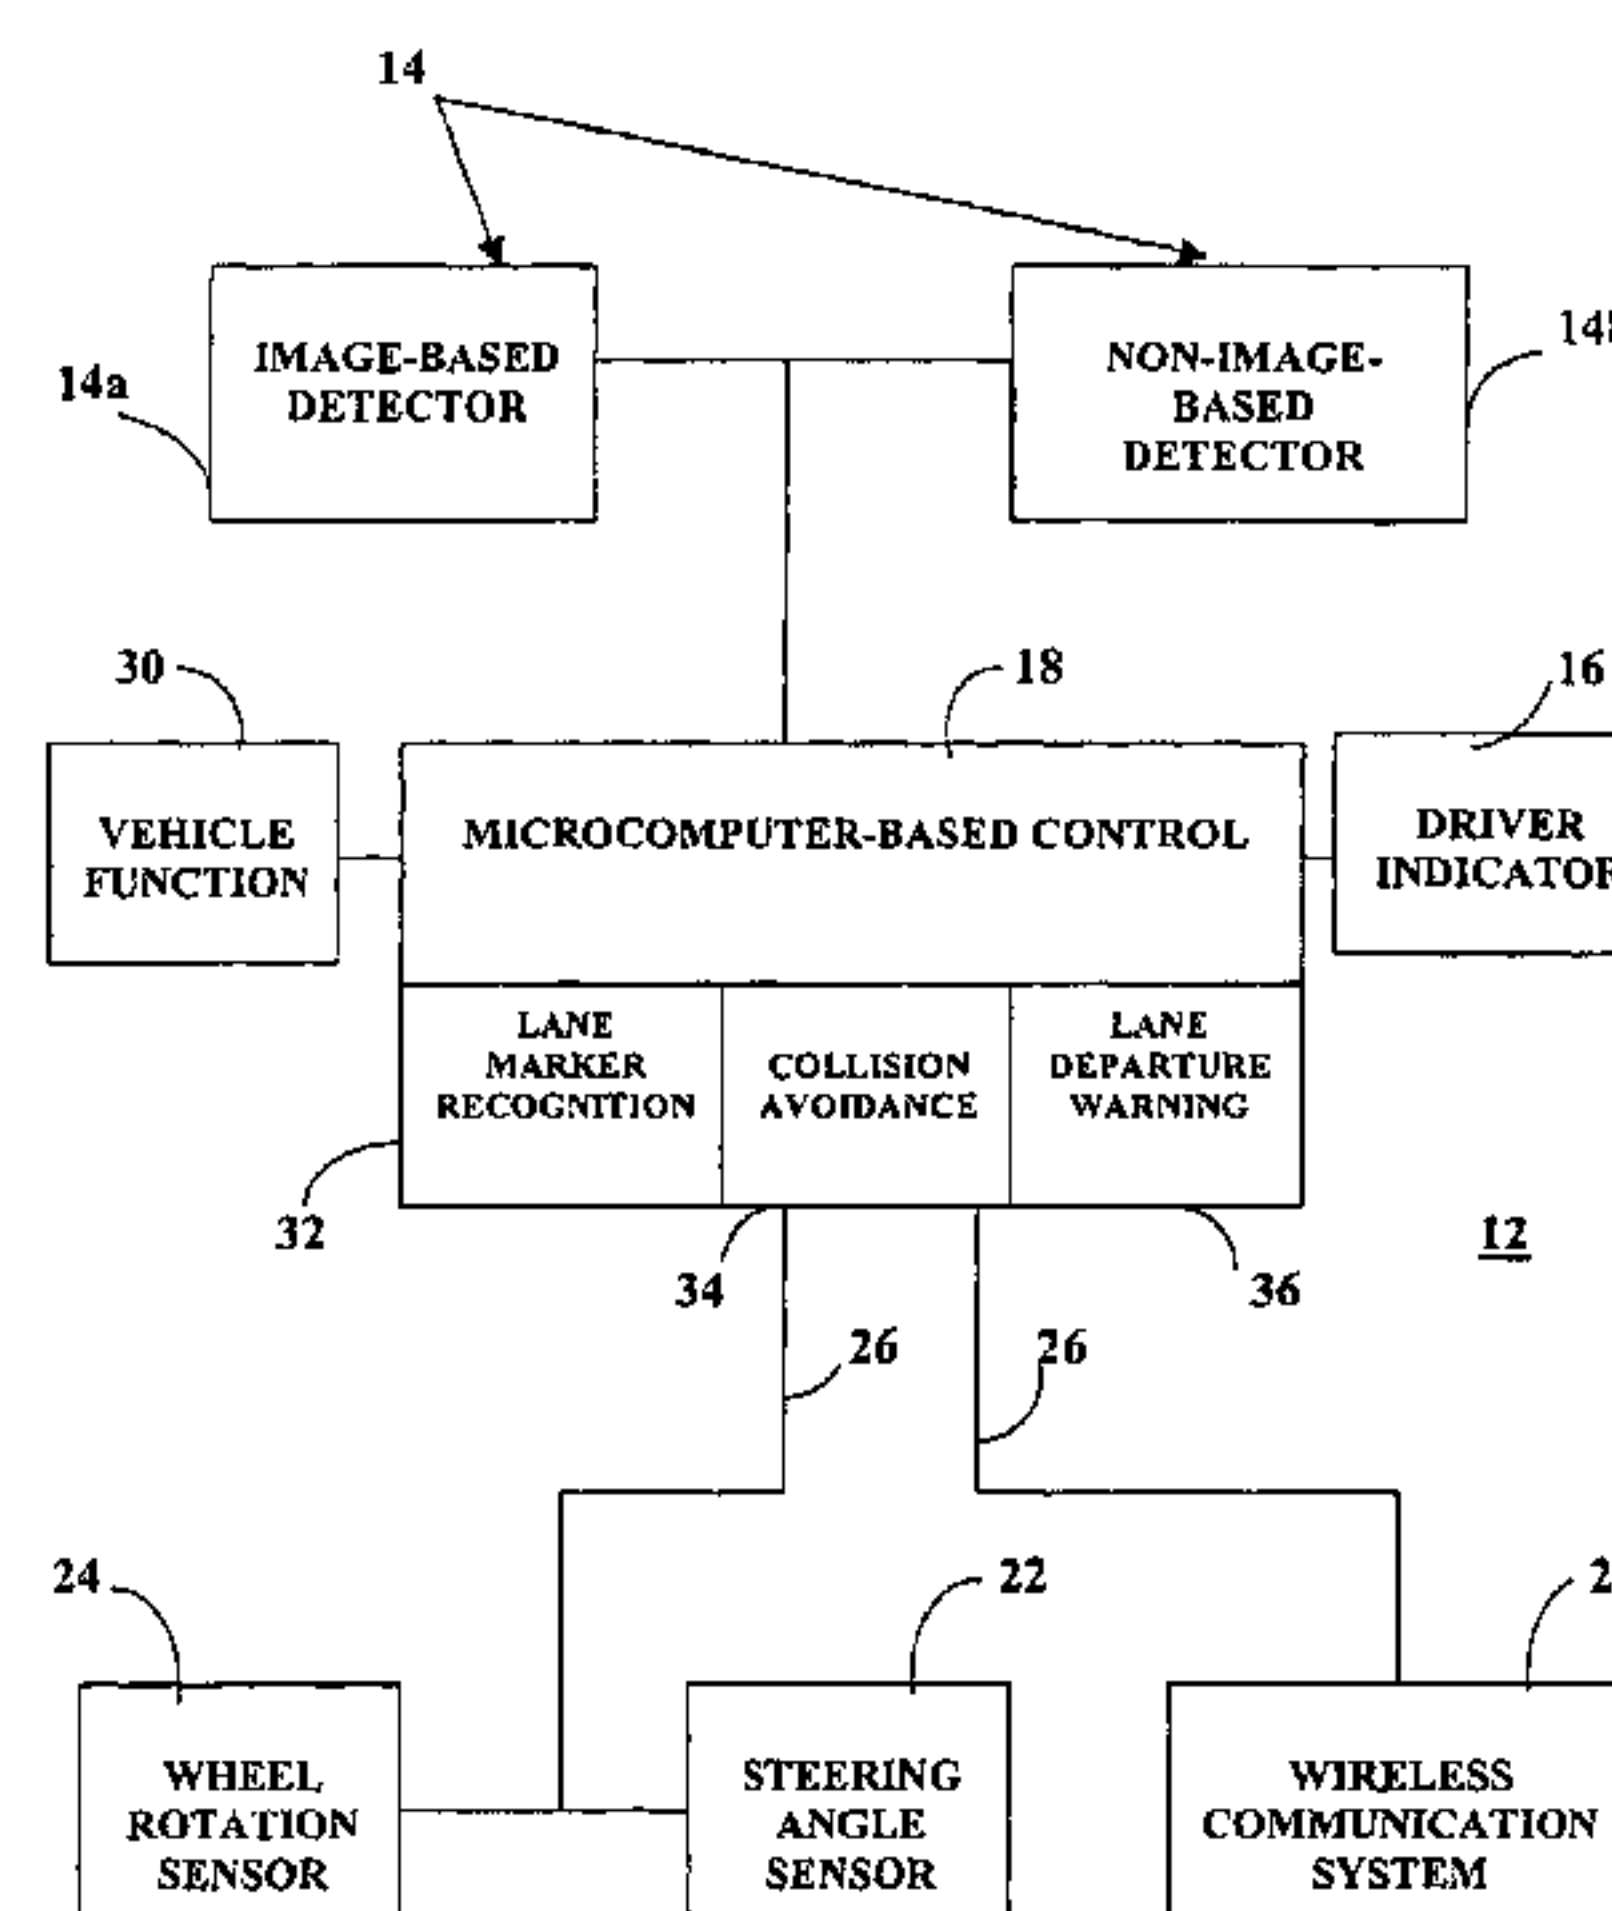 14
IMAGE-BASED
DETECTOR
NON-IMAGE-
BASED
DETECTOR
14a
30
18
16
VEHICLE
FUNCTION
MICROCOMPUTER-BASED CONTROL
DRIVER
INDICATOR
LANE
MARKER
RECOGNITION
COLLISION
AVOIDANCE
LANE
DEPARTURE
WARNING
32
34
36
12
26
26
24
22
WHEEL
ROTATION
SENSOR
STEERING
ANGLE
SENSOR
WIRELESS
COMMUNICATION
SYSTEM